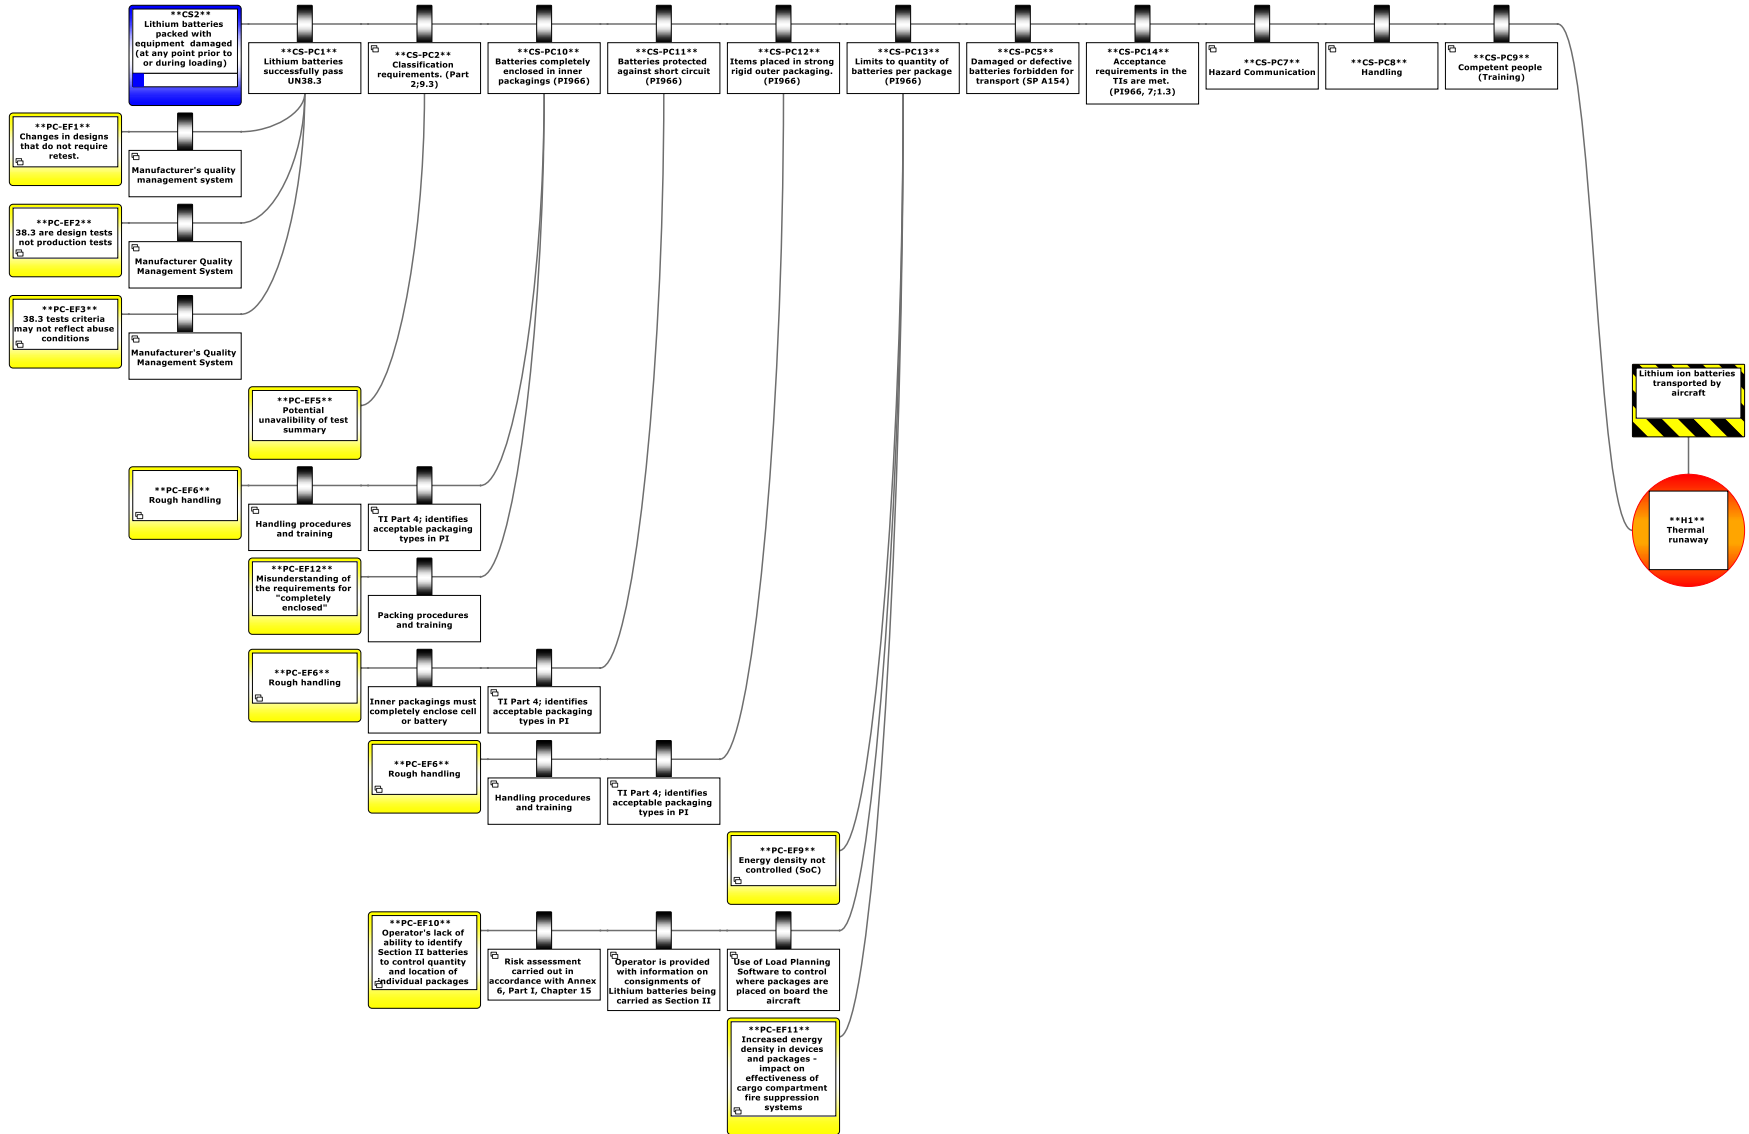 **CS2**
Lithium batteries
packed with
equipment damaged
(at any point prior to
or during loading)
**CS-PC1**
Lithium batteries
successfully pass
UN38.3
**CS-PC2**
Classification
requirements. (Part
2;9.3)
**CS-PC10**
Batteries completely
enclosed in inner
packagings (PI966)
**CS-PC11**
Batteries protected
against short circuit
(PI966)
**CS-PC12**
Items placed in strong
rigid outer packaging.
(PI966)
**CS-PC13**
Limits to quantity of
batteries per package
(PI966)
**CS-PC5**
Damaged or defective
batteries forbidden for
transport (SP A154)
**CS-PC14**
Acceptance
requirements in the
TIs are met.
(PI966, 7;1.3)
**CS-PC7**
Hazard Communication
**CS-PC8**
Handling
**CS-PC9**
Competent people
(Training)
**PC-EF1**
Changes in designs
that do not require
retest.
Manufacturer's quality
management system
**PC-EF2**
38.3 are design tests
not production tests
Manufacturer Quality
Management System
**PC-EF3**
38.3 tests criteria
may not reflect abuse
conditions
Manufacturer's Quality
Management System
Lithium ion batteries
transported by
aircraft
**PC-EF5**
Potential
unavalibility of test
summary
**PC-EF6**
Rough handling
Handling procedures
and training
TI Part 4; identifies
acceptable packaging
types in PI
**H1**
Thermal
runaway
**PC-EF12**
Misunderstanding of
the requirements for
"completely
enclosed"
Packing procedures
and training
**PC-EF6**
Rough handling
Inner packagings must
completely enclose cell
or battery
TI Part 4; identifies
acceptable packaging
types in PI
**PC-EF6**
Rough handling
Handling procedures
and training
TI Part 4; identifies
acceptable packaging
types in PI
**PC-EF9**
Energy density not
controlled (SoC)
**PC-EF10**
Operator's lack of
ability to identify
Section II batteries
to control quantity
and location of
individual packages
Risk assessment
carried out in
accordance with Annex
6, Part I, Chapter 15
Operator is provided
with information on
consignments of
Lithium batteries being
carried as Section II
Use of Load Planning
Software to control
where packages are
placed on board the
aircraft
**PC-EF11**
Increased energy
density in devices
and packages -
impact on
effectiveness of
cargo compartment
fire suppression
systems